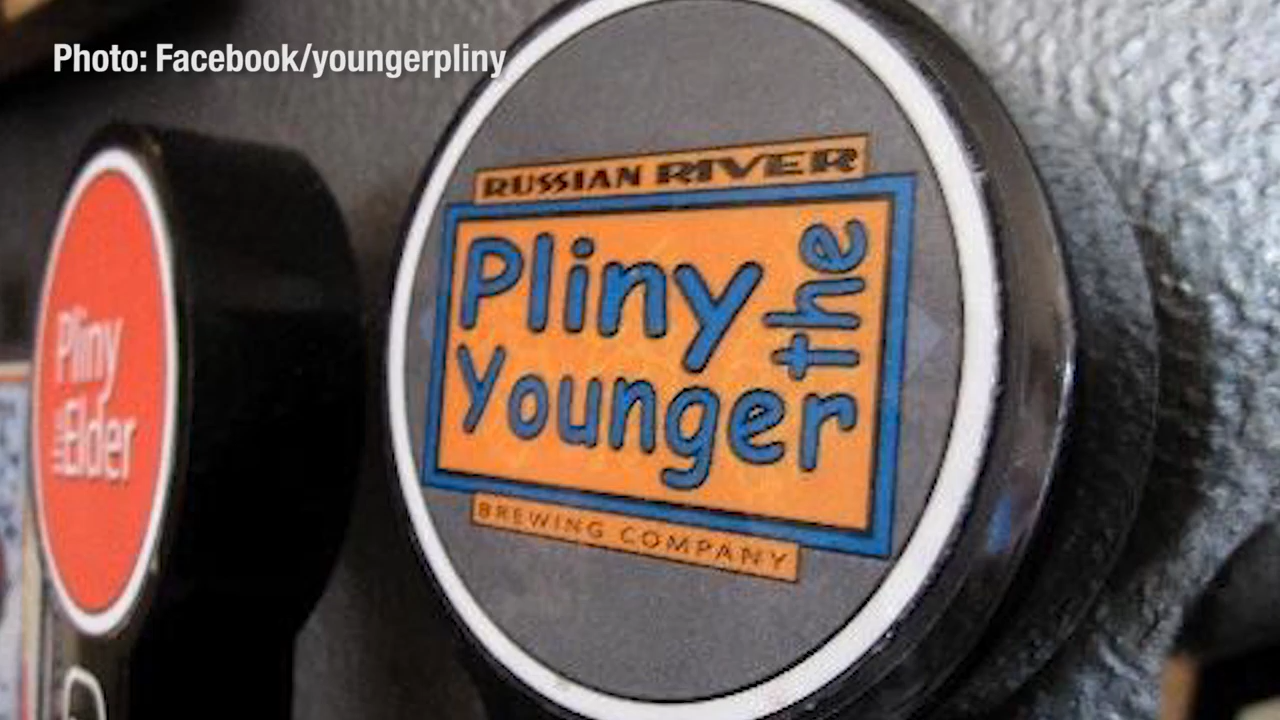 Photo: Facebook/youngerpliny
RUSSIAN RIVER
Pliny the
Younger
BREWING COMPANY
Pliny
the Elder